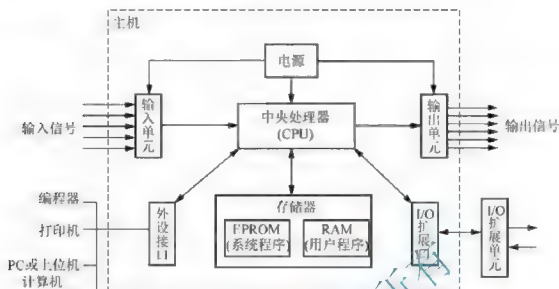 主机
电源
输入单元
中央处理器
(CPU)
输出单元
输入信号
输出信号
编程器
打印机
PC或上位机
计算机
外设接口
存储器
EPROM
(系统程序)
RAM
(用户程序)
I/O
扩展口
I/O
扩展单元